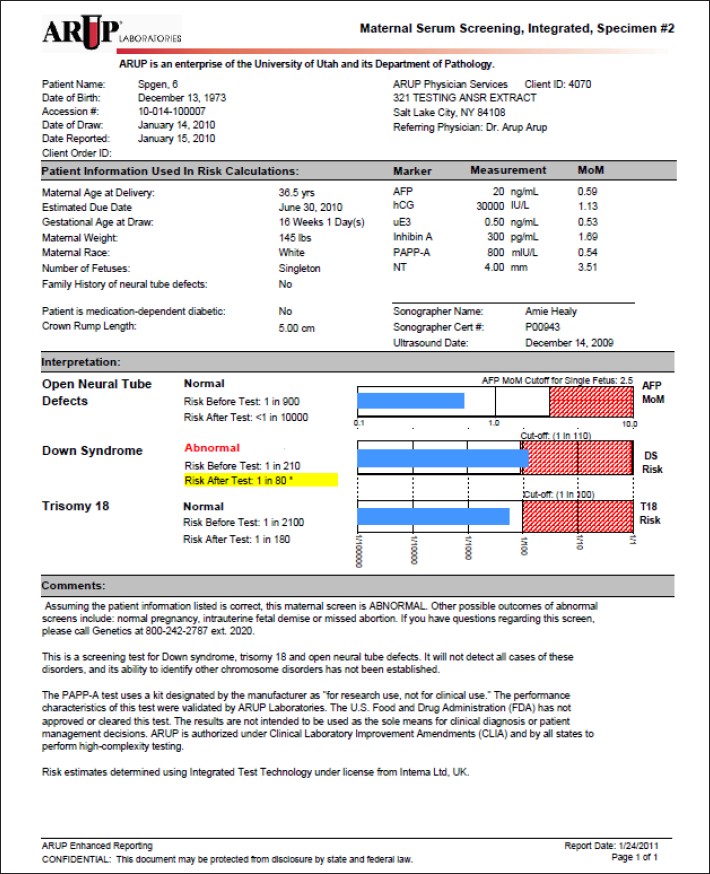 ARUP LABORATORIES
Maternal Serum Screening, Integrated, Specimen #2
ARUP is an enterprise of the University of Utah and its Department of Pathology.
Patient Name: Spgen, 6
Date of Birth: December 13, 1973
Accession #: 10-014-100007
Date of Draw: January 14, 2010
Date Reported: January 15, 2010
Client Order ID:
ARUP Physician Services Client ID: 4070
321 TESTING ANSR EXTRACT
Salt Lake City, NY 84108
Referring Physician: Dr. Arup Arup
Patient Information Used In Risk Calculations:
Maternal Age at Delivery: 36.5 yrs
Estimated Due Date June 30, 2010
Gestational Age at Draw: 16 Weeks 1 Day(s)
Maternal Weight: 145 lbs
Maternal Race: White
Number of Fetuses: Singleton
Family History of neural tube defects: No
Patient is medication-dependent diabetic: No
Crown Rump Length: 5.00 cm
Marker Measurement MoM
AFP 20 ng/mL 0.59
hCG 30000 IU/L 1.13
uE3 0.50 ng/mL 0.53
Inhibin A 300 pg/mL 1.69
PAPP-A 800 mIU/L 0.54
NT 4.00 mm 3.51
Sonographer Name: Amie Healy
Sonographer Cert #: P00943
Ultrasound Date: December 14, 2009
Interpretation:
Open Neural Tube Defects
Normal
Risk Before Test: 1 in 900
Risk After Test: <1 in 10000
AFP MoM Cutoff for Single Fetus: 2.5
AFP MoM
0.1 1.0 10.0
Down Syndrome
Abnormal
Risk Before Test: 1 in 210
Risk After Test: 1 in 80 *
Cut-off: (1 in 110)
DS Risk
Trisomy 18
Normal
Risk Before Test: 1 in 2100
Risk After Test: 1 in 180
Cut-off: (1 in 100)
T18 Risk
1/100000 1/10000 1/1000 1/100 1/10 1/1
Comments:
Assuming the patient information listed is correct, this maternal screen is ABNORMAL. Other possible outcomes of abnormal
screens include: normal pregnancy, intrauterine fetal demise or missed abortion. If you have questions regarding this screen,
please call Genetics at 800-242-2787 ext. 2020.
This is a screening test for Down syndrome, trisomy 18 and open neural tube defects. It will not detect all cases of these
disorders, and its ability to identify other chromosome disorders has not been established.
The PAPP-A test uses a kit designated by the manufacturer as "for research use, not for clinical use." The performance
characteristics of this test were validated by ARUP Laboratories. The U.S. Food and Drug Administration (FDA) has not
approved or cleared this test. The results are not intended to be used as the sole means for clinical diagnosis or patient
management decisions. ARUP is authorized under Clinical Laboratory Improvement Amendments (CLIA) and by all states to
perform high-complexity testing.
Risk estimates determined using Integrated Test Technology under license from Intema Ltd, UK.
ARUP Enhanced Reporting
CONFIDENTIAL: This document may be protected from disclosure by state and federal law.
Report Date: 1/24/2011
Page 1 of 1